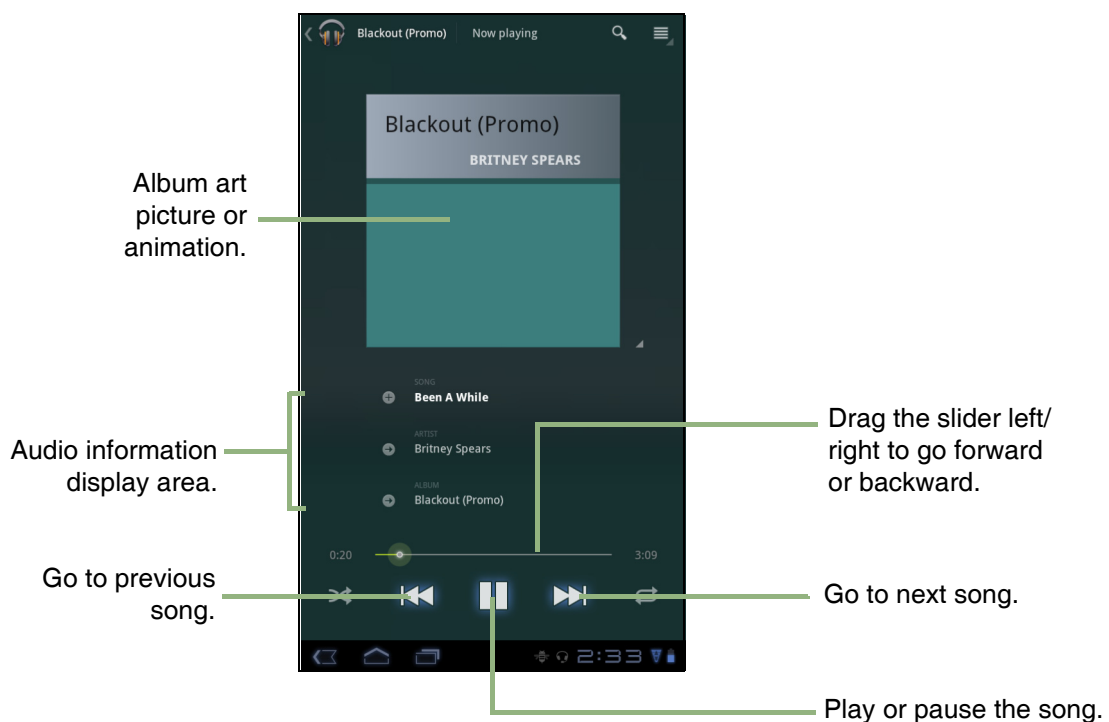 Blackout (Promo)
Now playing
Blackout (Promo)
BRITNEY SPEARS
Album art
picture or
animation.
SONG
Been A While
ARTIST
Britney Spears
ALBUM
Blackout (Promo)
Audio information
display area.
Drag the slider left/
right to go forward
or backward.
0:20
3:09
Go to previous
song.
Go to next song.
2:33
Play or pause the song.